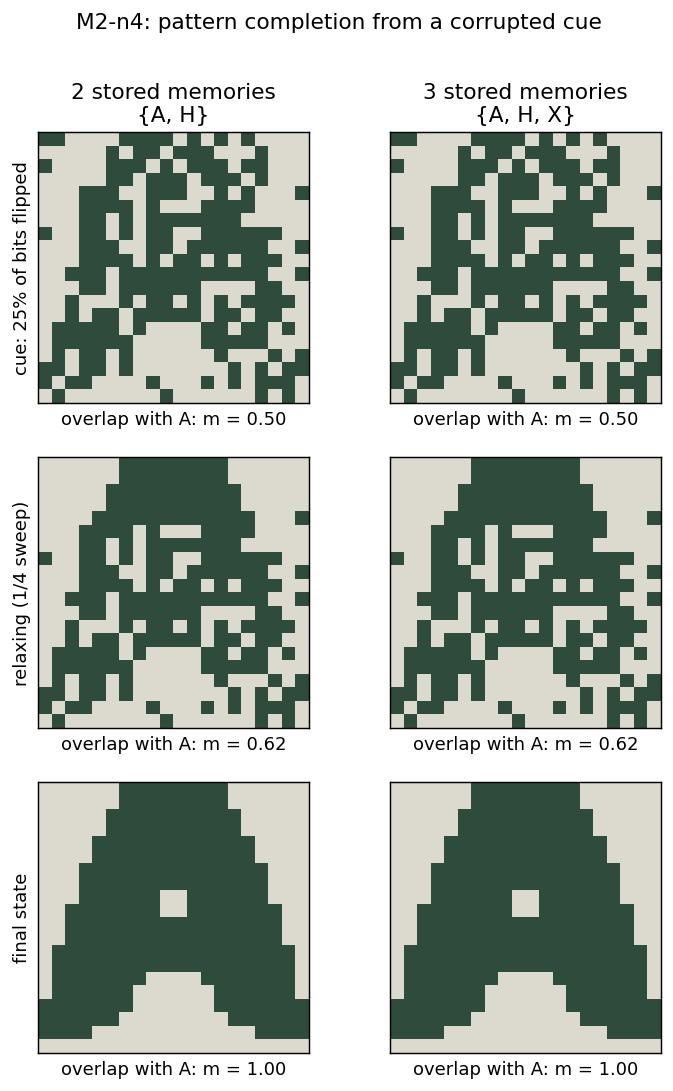 M2-n4: pattern completion from a corrupted cue
2 stored memories
{A, H}
3 stored memories
{A, H, X}
cue: 25% of bits flipped
overlap with A: m = 0.50
overlap with A: m = 0.50
relaxing (1/4 sweep)
overlap with A: m = 0.62
overlap with A: m = 0.62
final state
overlap with A: m = 1.00
overlap with A: m = 1.00